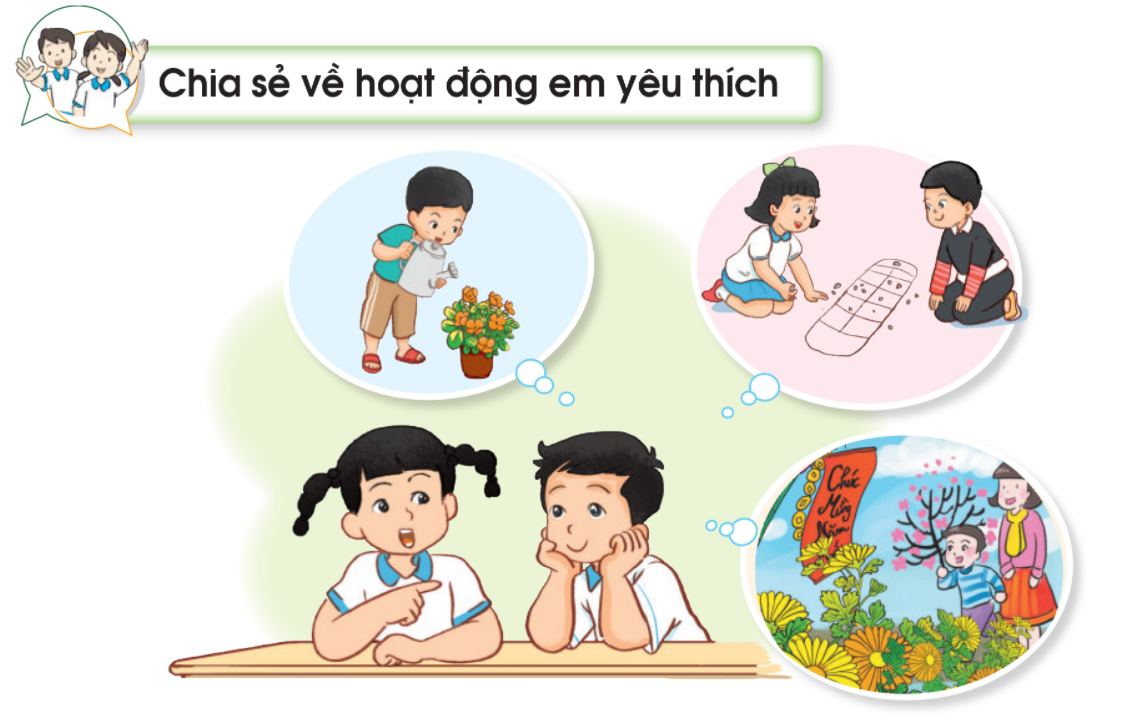 Chia sẻ về hoạt động em yêu thích
Chúc
Mừng
Năm